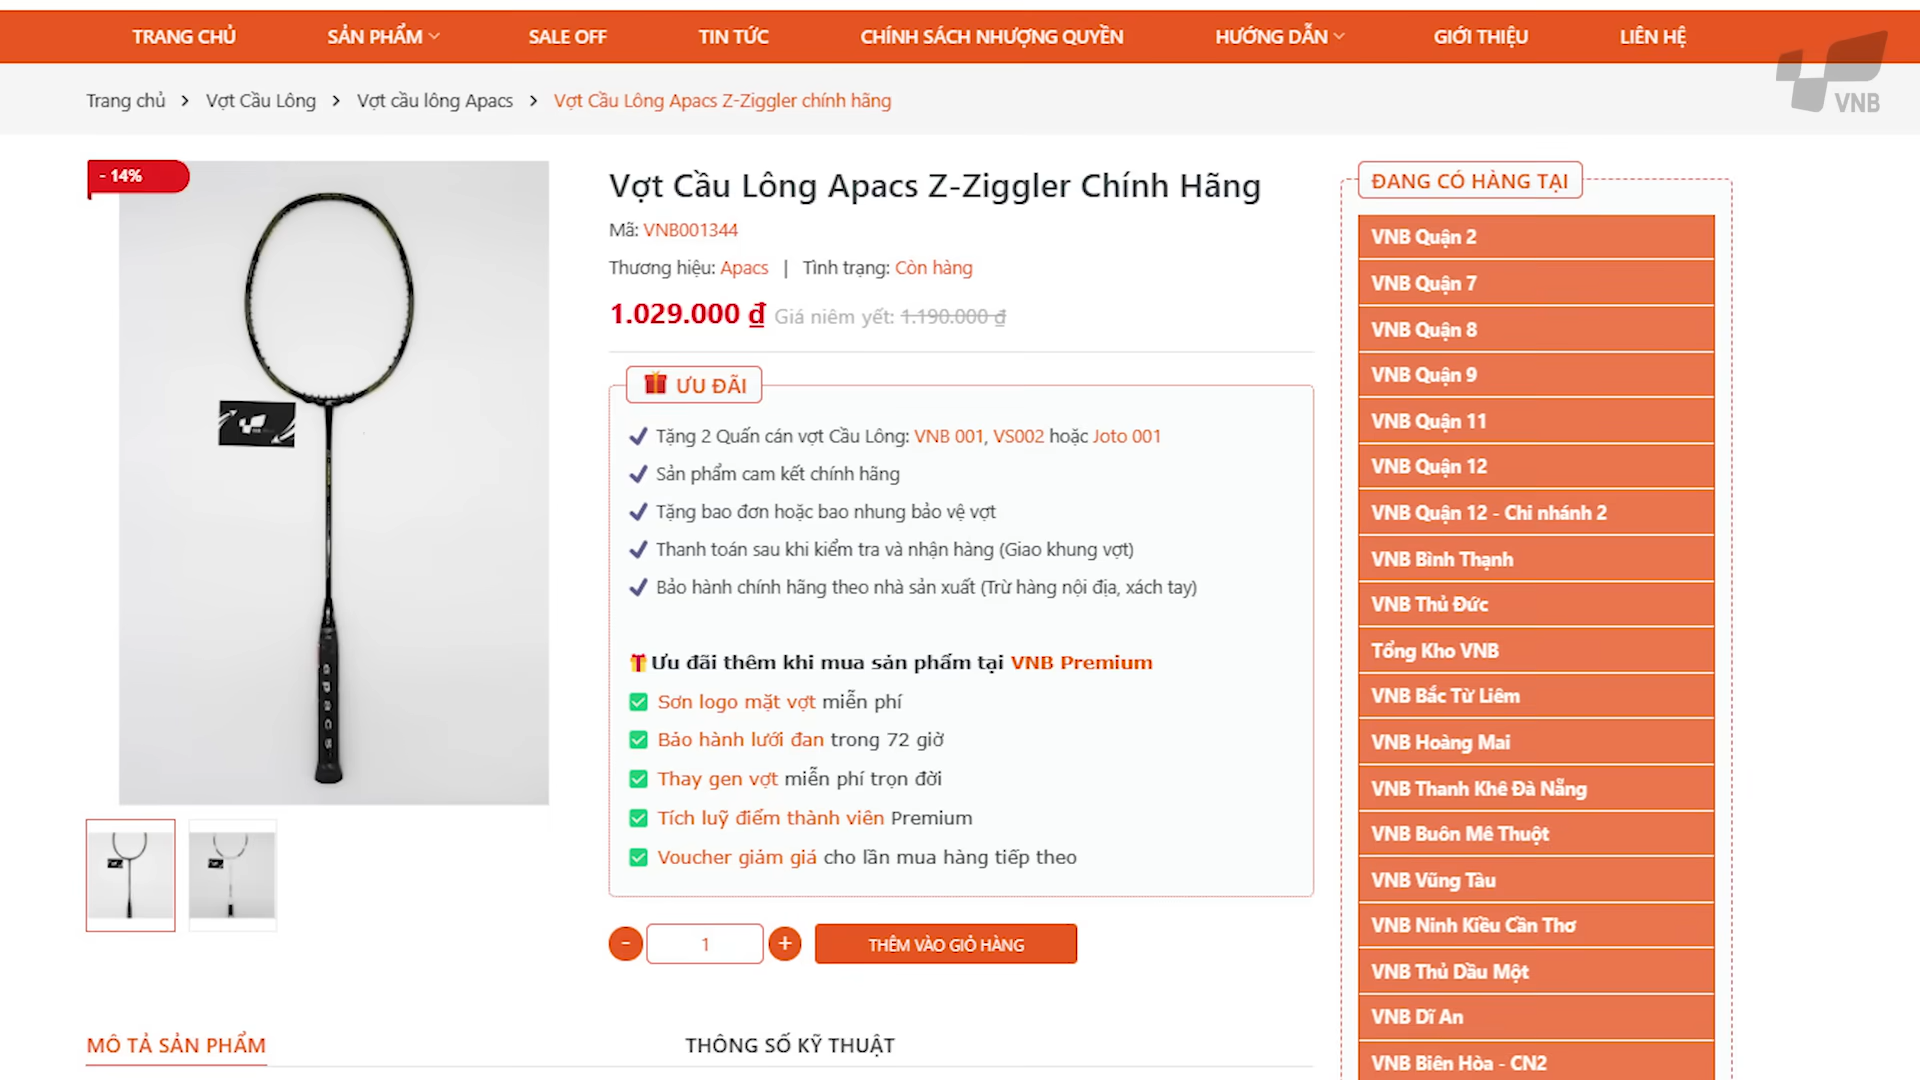 TRANG CHỦ SẢN PHẨM SALE OFF TIN TỨC CHÍNH SÁCH NHƯỢNG QUYỀN HƯỚNG DẪN GIỚI THIỆU LIÊN HỆ
VNB
Trang chủ > Vợt Cầu Lông > Vợt cầu lông Apacs > Vợt Cầu Lông Apacs Z-Ziggler chính hãng
- 14%
apacs
Vợt Cầu Lông Apacs Z-Ziggler Chính Hãng
Mã: VNB001344
Thương hiệu: Apacs | Tình trạng: Còn hàng
1.029.000 ₫ Giá niêm yết: 1.190.000 ₫
ƯU ĐÃI
Tặng 2 Quấn cán vợt Cầu Lông: VNB 001, VS002 hoặc Joto 001
Sản phẩm cam kết chính hãng
Tặng bao đơn hoặc bao nhung bảo vệ vợt
Thanh toán sau khi kiểm tra và nhận hàng (Giao khung vợt)
Bảo hành chính hãng theo nhà sản xuất (Trừ hàng nội địa, xách tay)
Ưu đãi thêm khi mua sản phẩm tại VNB Premium
Sơn logo mặt vợt miễn phí
Bảo hành lưới đan trong 72 giờ
Thay gen vợt miễn phí trọn đời
Tích luỹ điểm thành viên Premium
Voucher giảm giá cho lần mua hàng tiếp theo
- 1 + THÊM VÀO GIỎ HÀNG
MÔ TẢ SẢN PHẨM THÔNG SỐ KỸ THUẬT
ĐANG CÓ HÀNG TẠI
VNB Quận 2
VNB Quận 7
VNB Quận 8
VNB Quận 9
VNB Quận 11
VNB Quận 12
VNB Quận 12 - Chi nhánh 2
VNB Bình Thạnh
VNB Thủ Đức
Tổng Kho VNB
VNB Bắc Từ Liêm
VNB Hoàng Mai
VNB Thanh Khê Đà Nẵng
VNB Buôn Mê Thuột
VNB Vũng Tàu
VNB Ninh Kiều Cần Thơ
VNB Thủ Dầu Một
VNB Dĩ An
VNB Biên Hòa - CN2